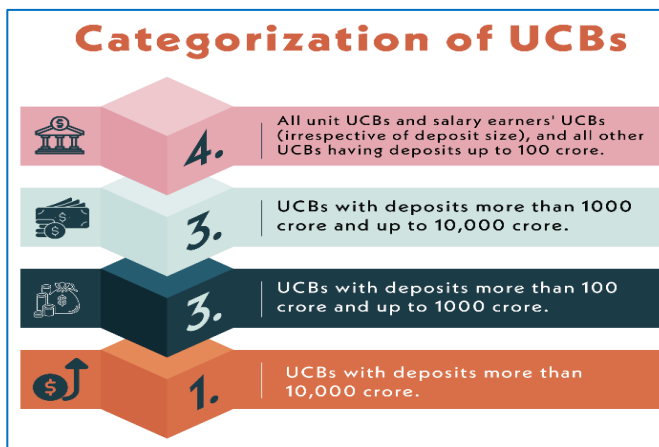 Categorization of UCBs
4.
All unit UCBs and salary earners' UCBs
(irrespective of deposit size), and all other
UCBs having deposits up to 100 crore.
3.
UCBs with deposits more than 1000
crore and up to 10,000 crore.
3.
UCBs with deposits more than 100
crore and up to 1000 crore.
1.
UCBs with deposits more than
10,000 crore.